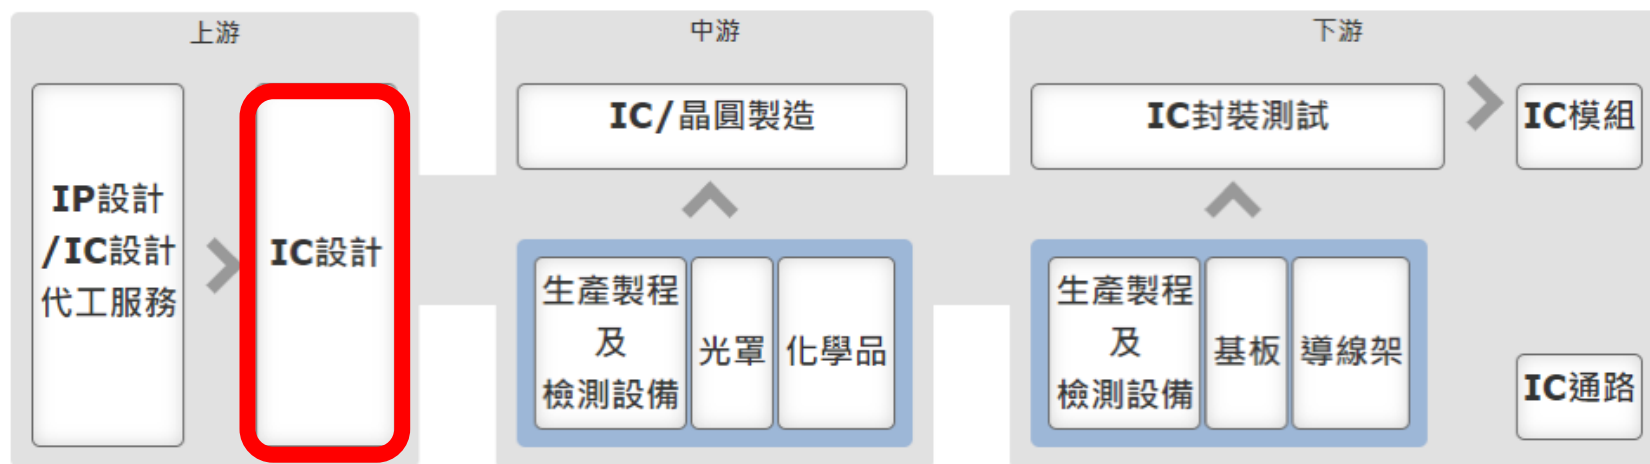 上游
IP設計
/IC設計
代工服務
IC設計
中游
IC/晶圓製造
生產製程
及
檢測設備
光罩
化學品
下游
IC封裝測試
IC模組
生產製程
及
檢測設備
基板
導線架
IC通路